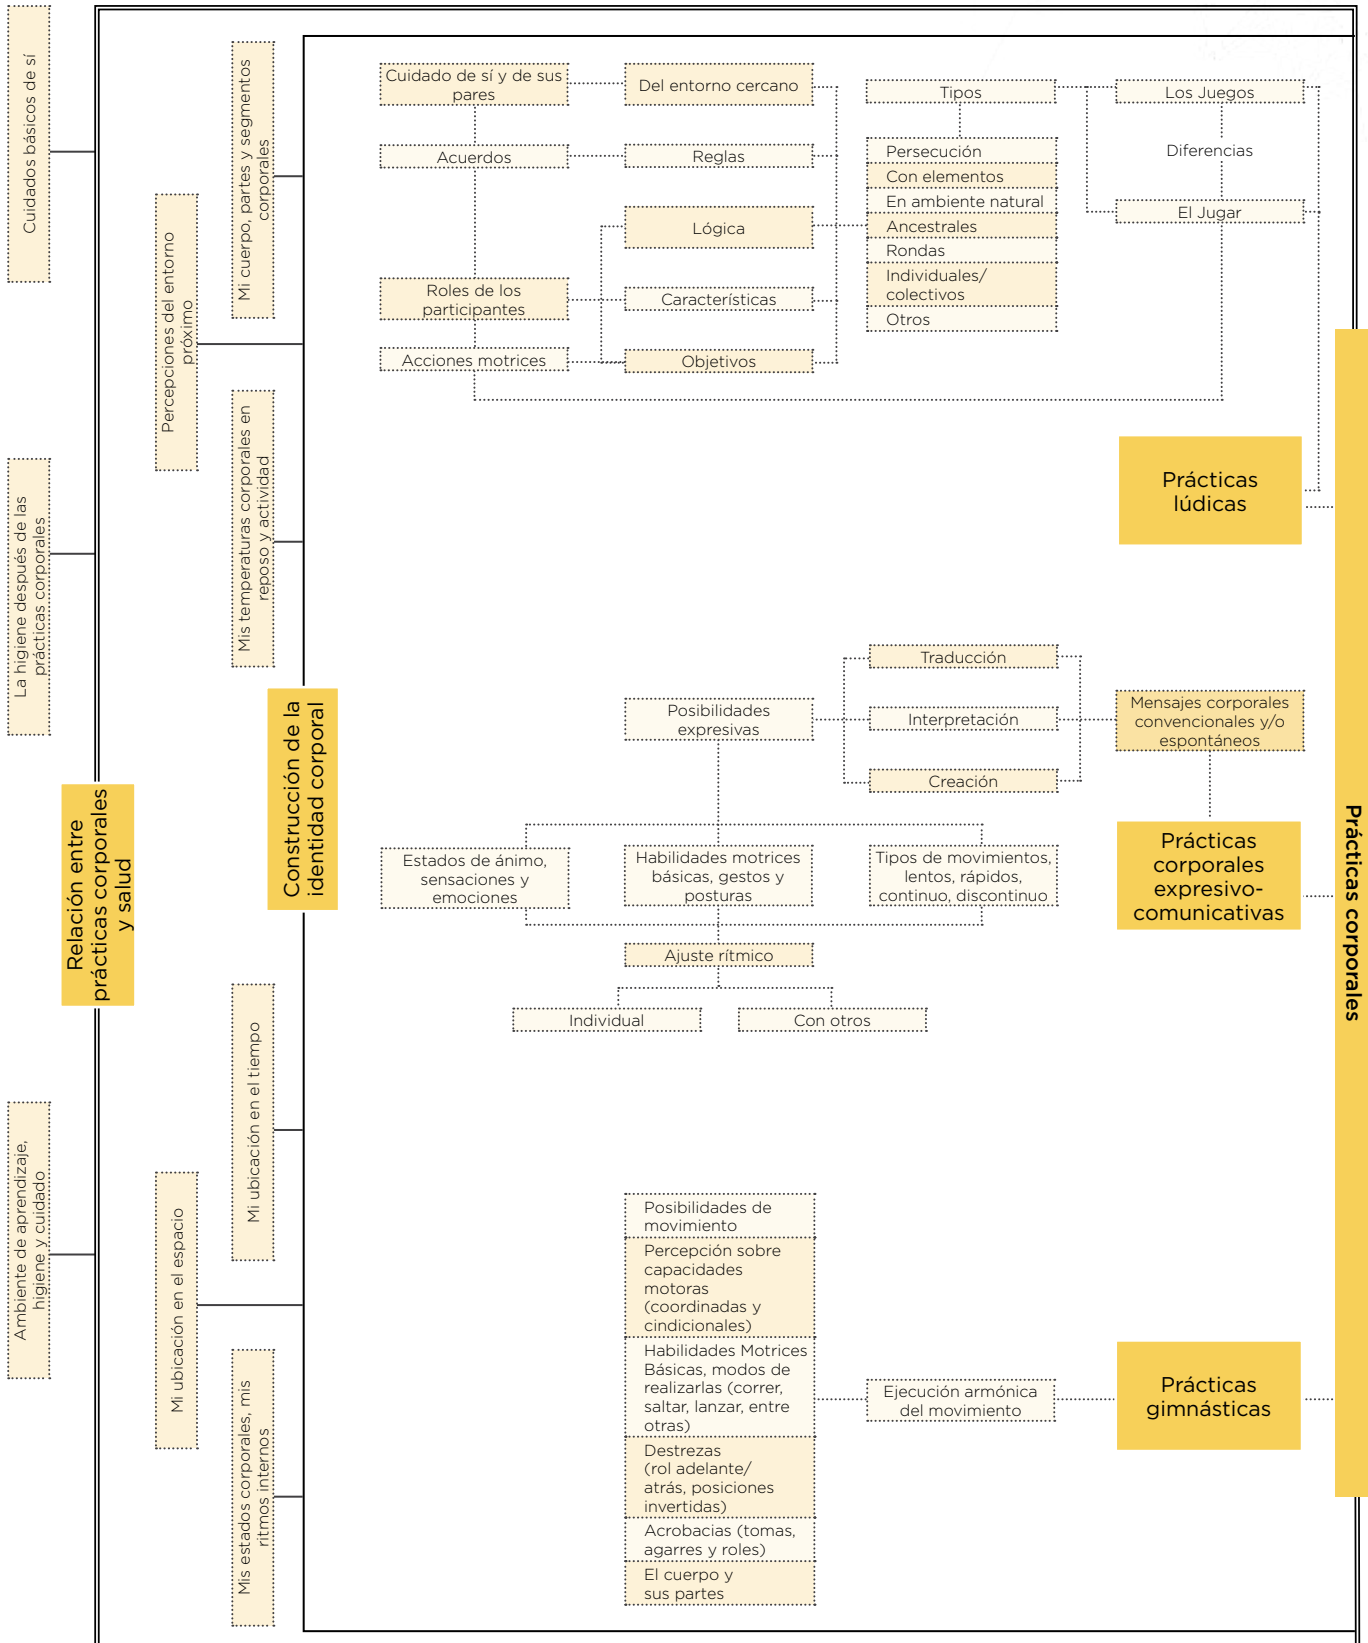 Cuidados básicos de sí
La higiene después de las
prácticas corporales
Ambiente de aprendizaje,
higiene y cuidado
Relación entre
prácticas corporales
y salud
Percepciones del entorno
próximo
Mi ubicación en el espacio
Mi cuerpo, partes y segmentos
corporales
Mis temperaturas corporales en
reposo y actividad
Mi ubicación en el tiempo
Mis estados corporales, mis
ritmos internos
Construcción de la
identidad corporal
Cuidado de sí y de sus
pares
Del entorno cercano
Tipos
Los Juegos
Acuerdos
Reglas
Persecución
Con elementos
En ambiente natural
Ancestrales
Rondas
Individuales/
colectivos
Otros
Diferencias
El Jugar
Lógica
Roles de los
participantes
Característícas
Acciones motrices
Objetivos
Prácticas
lúdicas
Traducción
Posibilidades
expresivas
Interpretación
Creación
Mensajes corporales
convencionales y/o
espontáneos
Estados de ánimo,
sensaciones y
emociones
Habilidades motrices
básicas, gestos y
posturas
Tipos de movimientos,
lentos, rápidos,
continuo, discontinuo
Prácticas
corporales
expresivo-
comunicativas
Ajuste rítmico
Individual
Con otros
Posibilidades de
movimiento
Percepción sobre
capacidades
motoras
(coordinadas y
cindicionales)
Habilidades Motrices
Básicas, modos de
realizarlas (correr,
saltar, lanzar, entre
otras)
Destrezas
(rol adelante/
atrás, posiciones
invertidas)
Acrobacias (tomas,
agarres y roles)
El cuerpo y
sus partes
Ejecución armónica
del movimiento
Prácticas
gimnásticas
Prácticas corporales